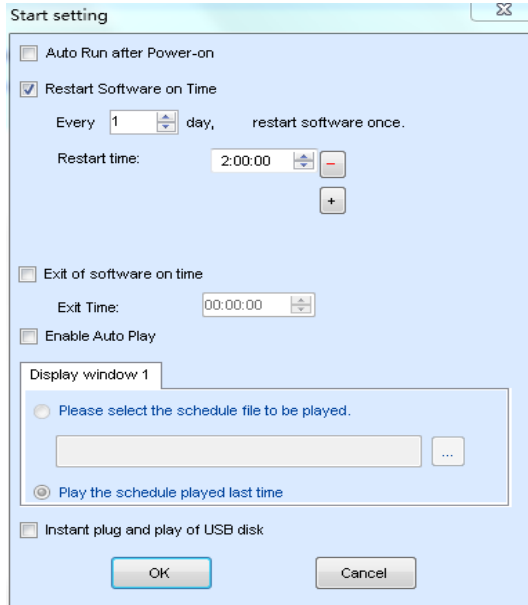 Start setting
Auto Run after Power-on
Restart Software on Time
Every 1 day, restart software once.
Restart time: 2:00:00 −
+
Exit of software on time
Exit Time: 00:00:00
Enable Auto Play
Display window 1
Please select the schedule file to be played.
...
Play the schedule played last time
Instant plug and play of USB disk
OK Cancel